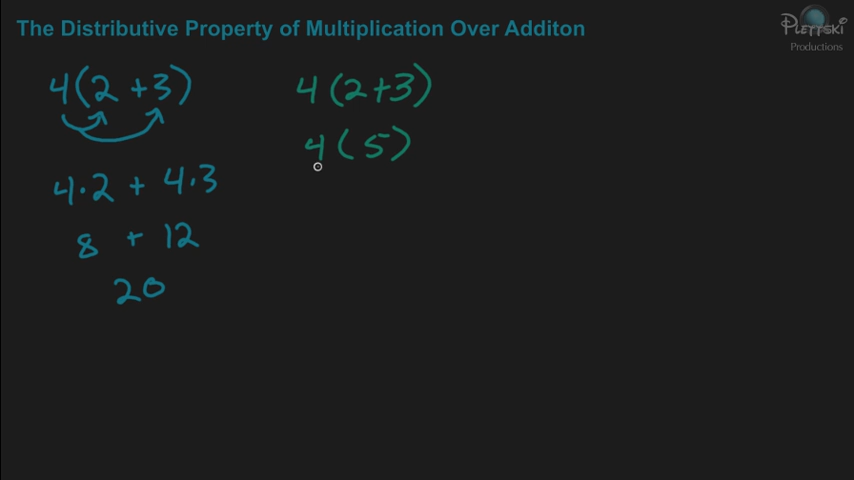 The Distributive Property of Multiplication Over Additon
PLETTSKI
Productions
4(2 + 3)
4·2 + 4·3
8 + 12
20
4(2+3)
4(5)